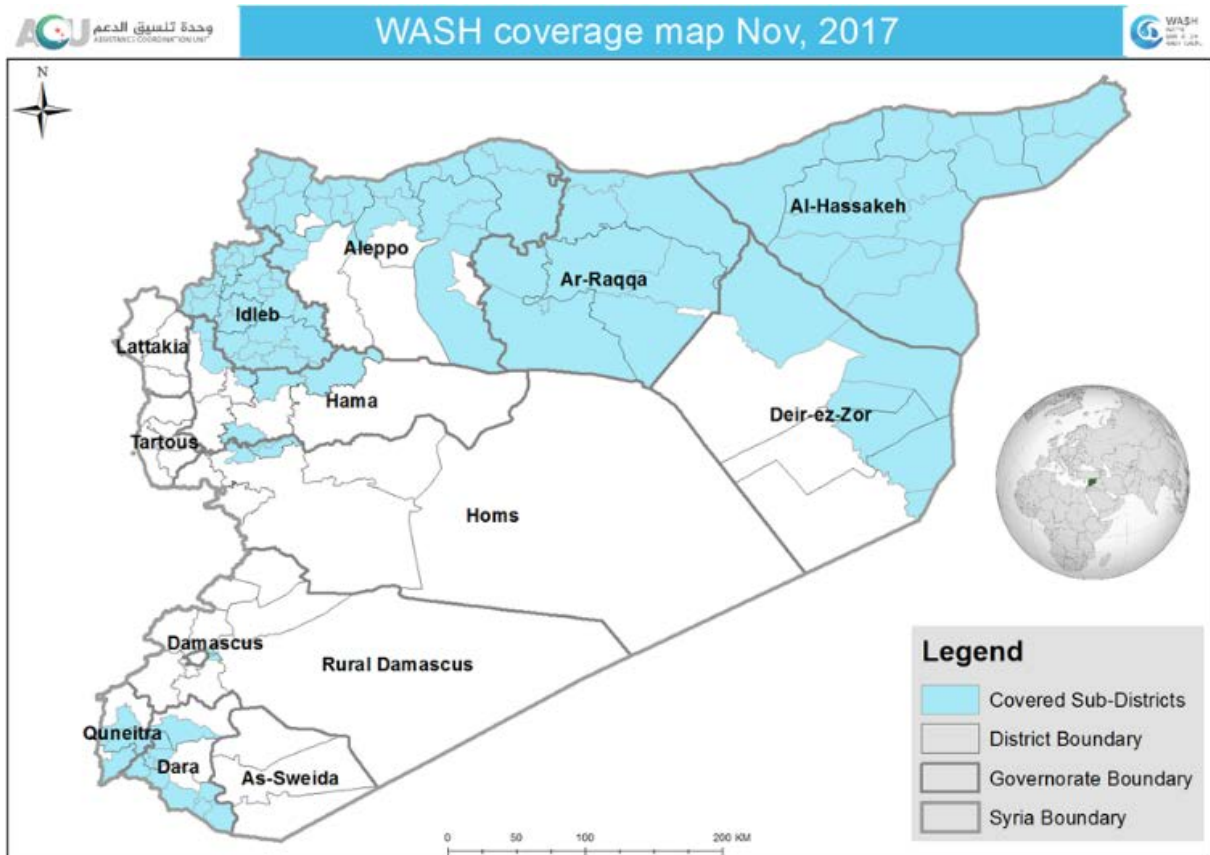 ACU وحدة تنسيق الدعم
ASSISTANCE COORDINATION UNIT
WASH coverage map Nov, 2017
WASH
N
Al-Hassakeh
Aleppo
Ar-Raqqa
Idleb
Lattakia
Hama
Deir-ez-Zor
Tartous
Homs
Damascus
Rural Damascus
Quneitra
Dara
As-Sweida
Legend
Covered Sub-Districts
District Boundary
Governorate Boundary
Syria Boundary
0 50 100 200 KM